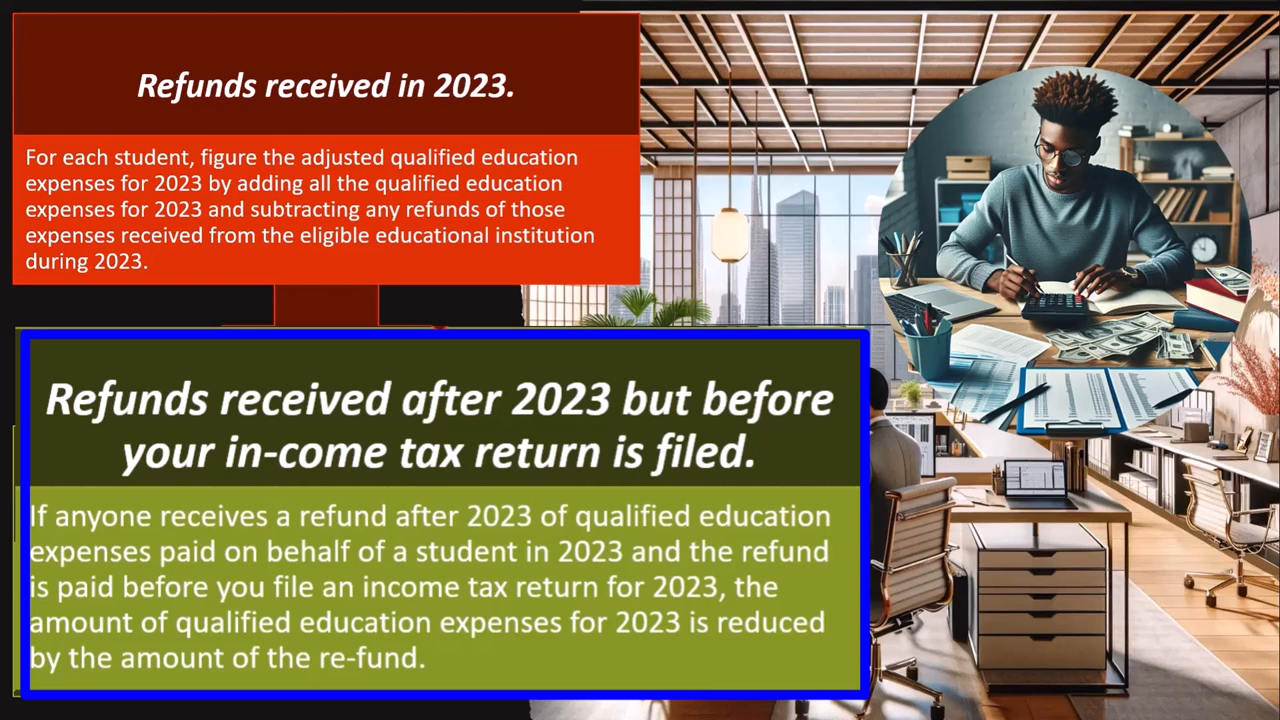 Refunds received in 2023.
For each student, figure the adjusted qualified education
expenses for 2023 by adding all the qualified education
expenses for 2023 and subtracting any refunds of those
expenses received from the eligible educational institution
during 2023.
Refunds received after 2023 but before
your in-come tax return is filed.
If anyone receives a refund after 2023 of qualified education
expenses paid on behalf of a student in 2023 and the refund
is paid before you file an income tax return for 2023, the
amount of qualified education expenses for 2023 is reduced
by the amount of the re-fund.